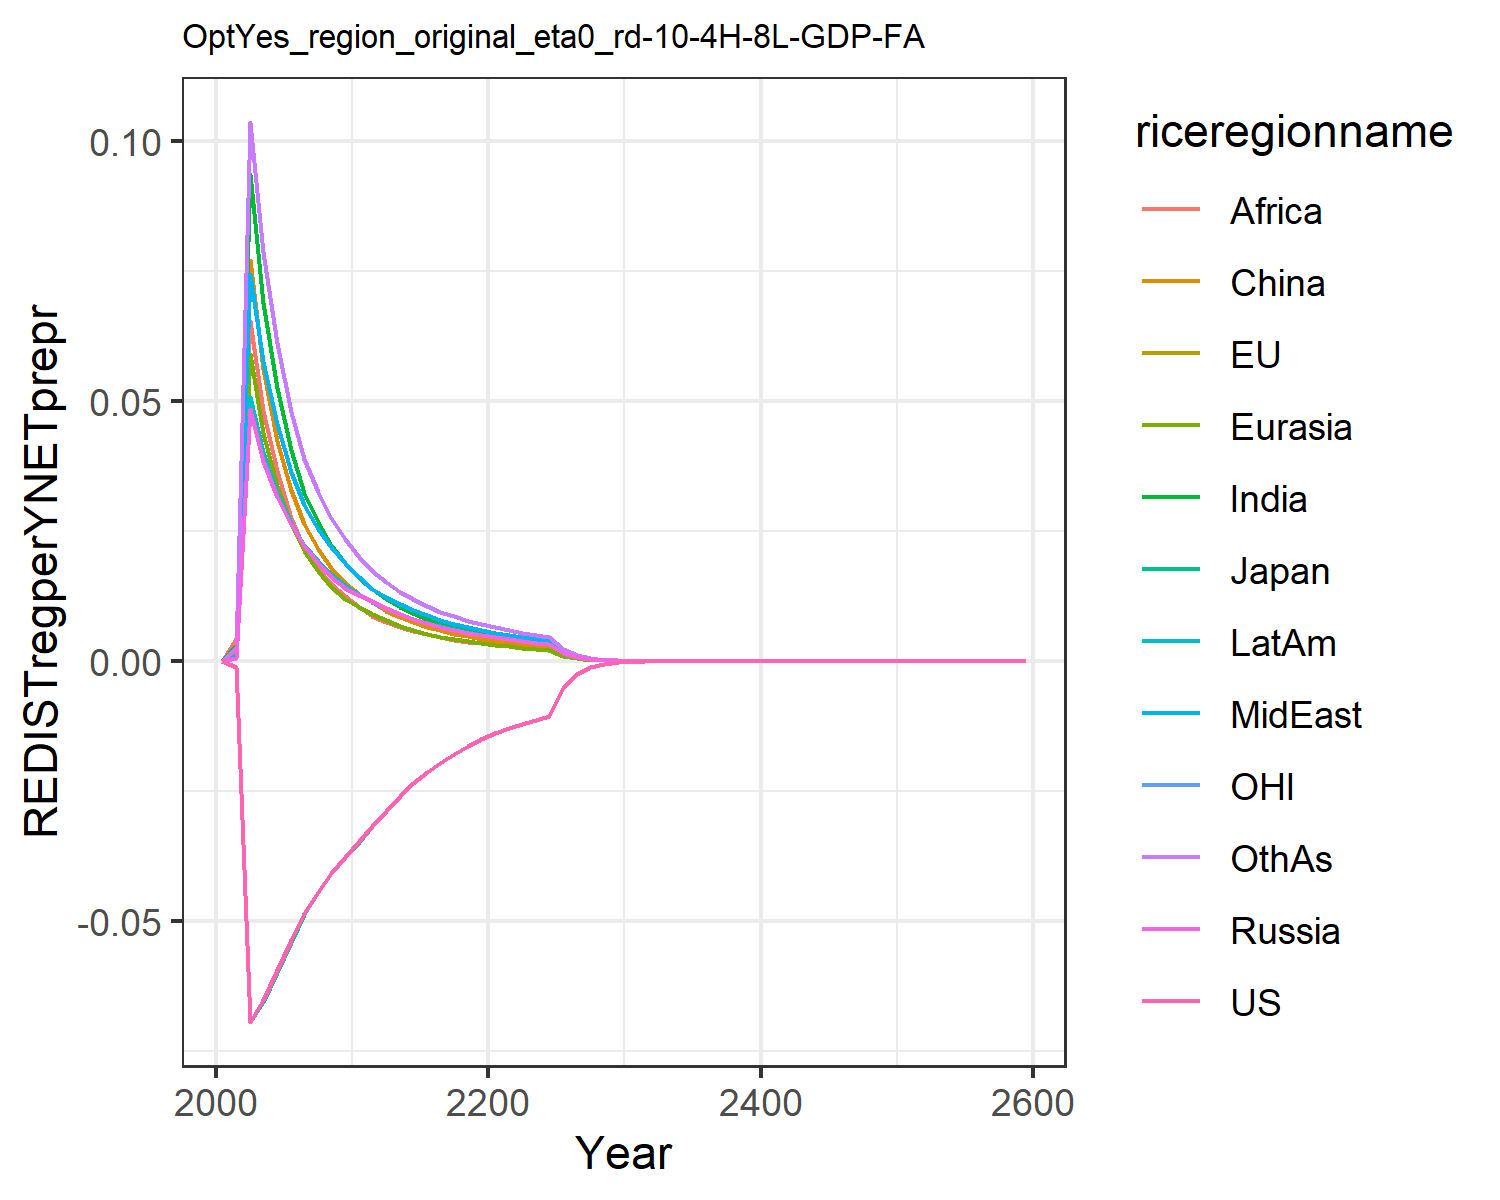 OptYes_region_original_eta0_rd-10-4H-8L-GDP-FA
REDISTregperYNETprepr
0.10
0.05
0.00
-0.05
2000
2200
2400
2600
Year
riceregionname
Africa
China
EU
Eurasia
India
Japan
LatAm
MidEast
OHI
OthAs
Russia
US